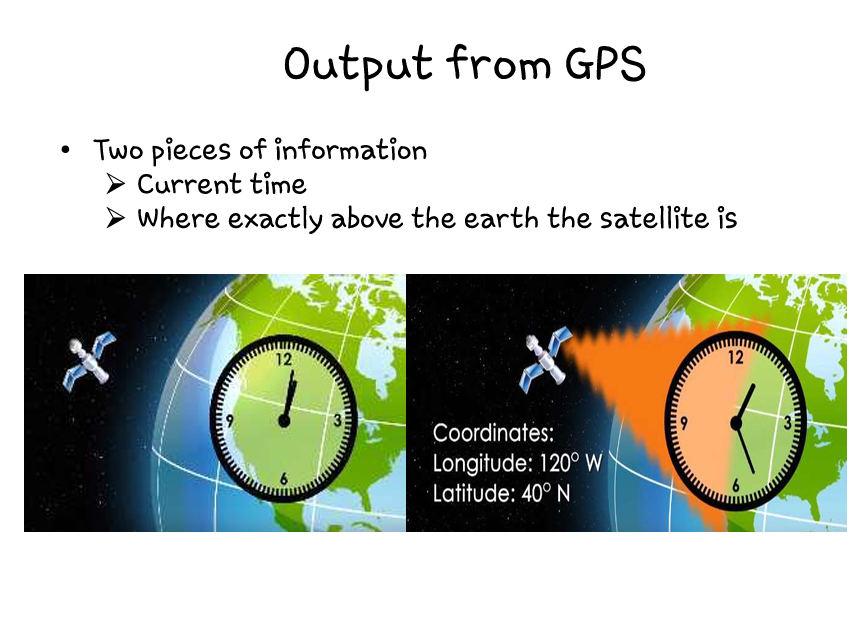 Output from GPS
• Two pieces of information
➢ Current time
➢ Where exactly above the earth the satellite is
12
9
3
6
12
9
3
6
Coordinates:
Longitude: 120° W
Latitude: 40° N